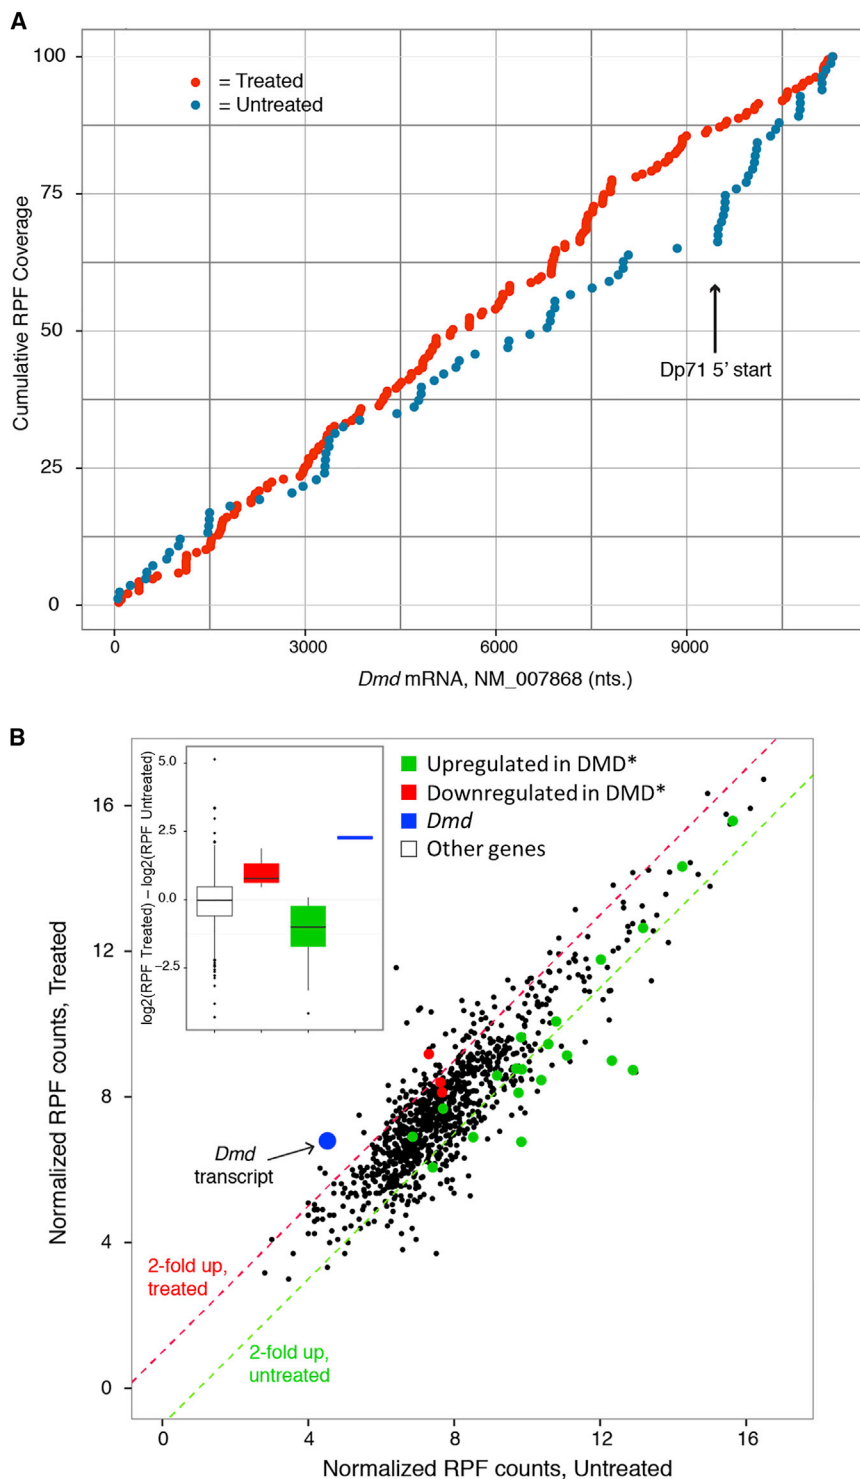 A
100
75
50
25
0
Cumulative RPF Coverage
= Treated
= Untreated
Dp71 5' start
0 3000 6000 9000
Dmd mRNA, NM_007868 (nts.)
B
16
12
8
4
0
Normalized RPF counts, Treated
5.0
2.5
0.0
−2.5
log2(RPF Treated) − log2(RPF Untreated)
Upregulated in DMD*
Downregulated in DMD*
Dmd
Other genes
Dmd
transcript
2-fold up,
treated
2-fold up,
untreated
0 4 8 12 16
Normalized RPF counts, Untreated